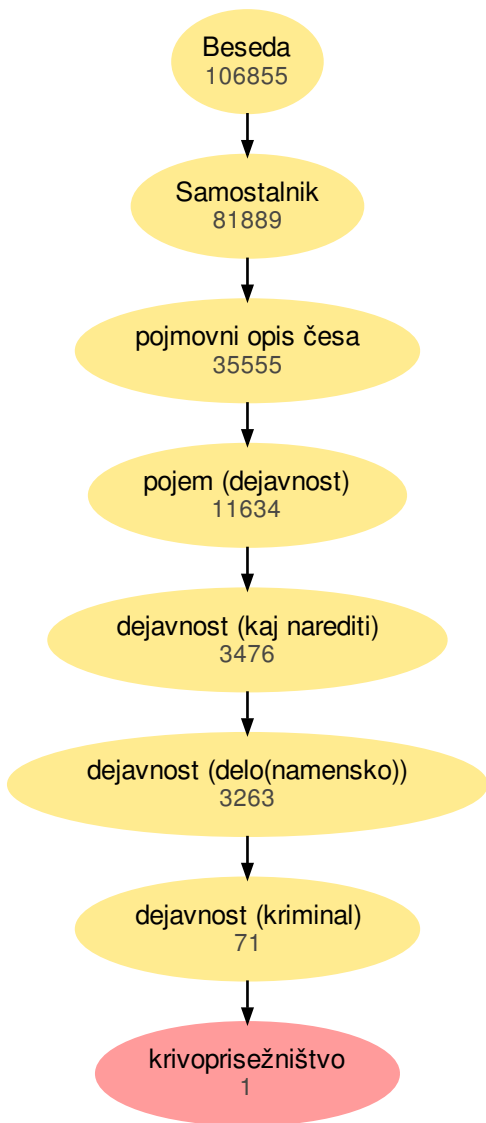 Beseda
106855
Samostalnik
81889
pojmovni opis česa
35555
pojem (dejavnost)
11634
dejavnost (kaj narediti)
3476
dejavnost (delo(namensko))
3263
dejavnost (kriminal)
71
krivoprisežništvo
1